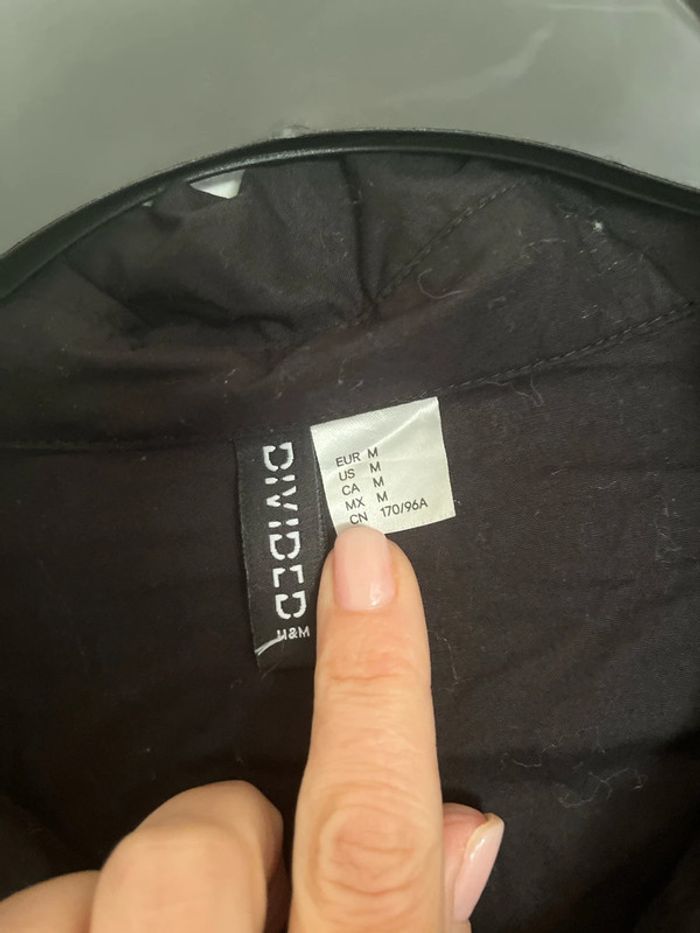 DIVIDED
H&M
EUR M
US M
CA M
MX M
CN 170/96A